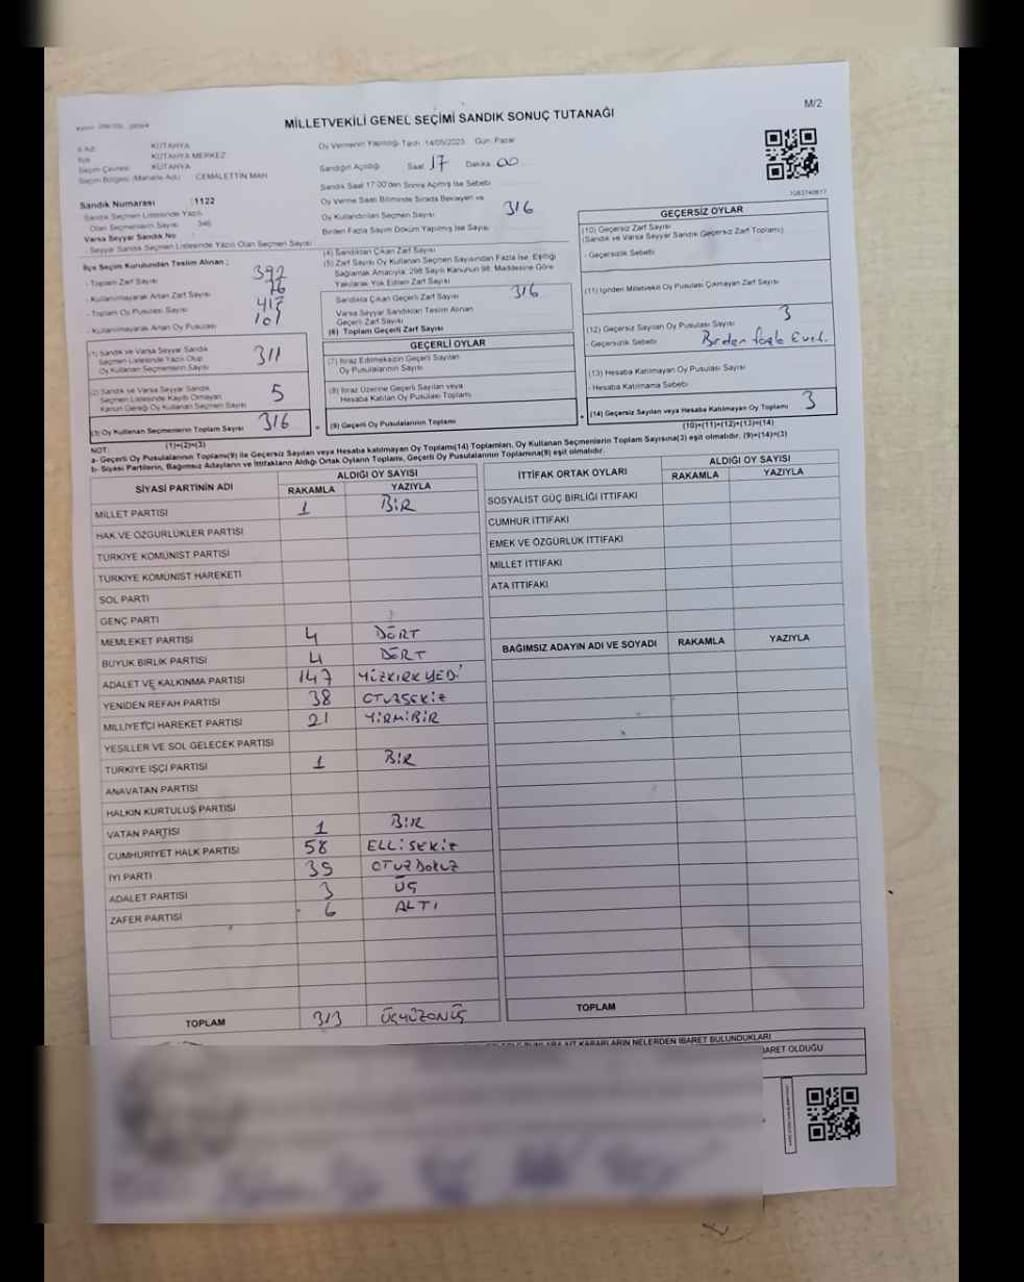 M/2
MİLLETVEKİLİ GENEL SEÇİMİ SANDIK SONUÇ TUTANAĞI
İl Adı KÜTAHYA
İlçe KÜTAHYA MERKEZ
Seçim Çevresi KÜTAHYA
Seçim Bölgesi (Mahalle Adı) CEMALETTİN MAH
Sandık Numarası :1122
Sandık Seçmen Listesinde Yazılı
Olan Seçmenlerin Sayısı 346
Varsa Seyyar Sandık No
- Seyyar Sandık Seçmen Listesinde Yazılı Olan Seçmen Sayısı
İlçe Seçim Kurulundan Teslim Alınan ;
- Toplam Zarf Sayısı 392
- Kullanılmayarak Artan Zarf Sayısı 76
- Toplam Oy Pusulası Sayısı 417
- Kullanılmayarak Artan Oy Pusulası 101
(1) Sandık ve Varsa Seyyar Sandık
Seçmen Listesinde Yazılı Olup
Oy Kullanan Seçmenlerin Sayısı 311
(2) Sandık ve Varsa Seyyar Sandık
Seçmen Listesinde Kayıtlı Olmayan
Kanun Gereği Oy Kullanan Seçmen Sayısı 5
(3) Oy Kullanan Seçmenlerin Toplam Sayısı 316
(1)+(2)=(3)
Oy Vermenin Yapıldığı Tarih :14/05/2023 Gün: Pazar
Sandığın Açıldığı Saat 17 Dakika 00
Sandık Saat 17:00'den Sonra Açılmış İse Sebebi
Oy Verme Saati Bitiminde Sırada Bekleyen ve
Oy Kullandırılan Seçmen Sayısı 316
Birden Fazla Sayım Döküm Yapılmış İse Sayısı
(4) Sandıktan Çıkan Zarf Sayısı
(5) Zarf Sayısı Oy Kullanan Seçmen Sayısından Fazla İse, Eşitliği
Sağlamak Amacıyla, 298 Sayılı Kanunun 98. Maddesine Göre
Yakılarak Yok Edilen Zarf Sayısı
Sandıkta Çıkan Geçerli Zarf Sayısı 316
Varsa Seyyar Sandıktan Teslim Alınan
Geçerli Zarf Sayısı
(6) Toplam Geçerli Zarf Sayısı
GEÇERLİ OYLAR
(7) İtiraz Edilmeksizin Geçerli Sayılan
Oy Pusulalarının Sayısı
(8) İtiraz Üzerine Geçerli Sayılan veya
Hesaba Katılan Oy Pusulası Toplamı
(9) Geçerli Oy Pusulalarının Toplamı
GEÇERSİZ OYLAR
(10) Geçersiz Zarf Sayısı
(Sandık ve Varsa Seyyar Sandık Geçersiz Zarf Toplamı)
- Geçersizlik Sebebi
(11) İçinden Milletvekili Oy Pusulası Çıkmayan Zarf Sayısı
(12) Geçersiz Sayılan Oy Pusulası Sayısı 3
- Geçersizlik Sebebi Birden fazla Evet.
(13) Hesaba Katılmayan Oy Pusulası Sayısı
- Hesaba Katılmama Sebebi
(14) Geçersiz Sayılan veya Hesaba Katılmayan Oy Toplamı 3
(10)+(11)+(12)+(13)=(14)
NOT:
a- Geçerli Oy Pusulalarının Toplamı(9) ile Geçersiz Sayılan veya Hesaba Katılmayan Oy Toplamı(14) Toplamları, Oy Kullanan Seçmenlerin Toplam Sayısına(3) eşit olmalıdır. (9)+(14)=(3)
b- Siyasi Partilerin, Bağımsız Adayların ve İttifakların Aldığı Ortak Oyların Toplamı, Geçerli Oy Pusulalarının Toplamına(9) eşit olmalıdır.
SİYASİ PARTİNİN ADI ALDIĞI OY SAYISI
RAKAMLA YAZIYLA
MİLLET PARTİSİ 1 BİR
HAK VE ÖZGÜRLÜKLER PARTİSİ
TÜRKİYE KOMÜNİST PARTİSİ
TÜRKİYE KOMÜNİST HAREKETİ
SOL PARTİ
GENÇ PARTİ
MEMLEKET PARTİSİ 4 DÖRT
BÜYÜK BİRLİK PARTİSİ 4 DÖRT
ADALET VE KALKINMA PARTİSİ 147 YÜZKIRKYEDİ
YENİDEN REFAH PARTİSİ 38 OTUZSEKİZ
MİLLİYETÇİ HAREKET PARTİSİ 21 YİRMİBİR
YEŞİLLER VE SOL GELECEK PARTİSİ
TÜRKİYE İŞÇİ PARTİSİ 1 BİR
ANAVATAN PARTİSİ
HALKIN KURTULUŞ PARTİSİ
VATAN PARTİSİ 1 BİR
CUMHURİYET HALK PARTİSİ 58 ELLİSEKİZ
İYİ PARTİ 39 OTUZDOKUZ
ADALET PARTİSİ 3 ÜÇ
ZAFER PARTİSİ 6 ALTI
TOPLAM 313 ÜÇYÜZONÜÇ
İTTİFAK ORTAK OYLARI ALDIĞI OY SAYISI
RAKAMLA YAZIYLA
SOSYALİST GÜÇ BİRLİĞİ İTTİFAKI
CUMHUR İTTİFAKI
EMEK VE ÖZGÜRLÜK İTTİFAKI
MİLLET İTTİFAKI
ATA İTTİFAKI
BAĞIMSIZ ADAYIN ADI VE SOYADI RAKAMLA YAZIYLA
TOPLAM
KARARLARIN NELERDEN İBARET BULUNDUKLARI
BARET OLDUĞU